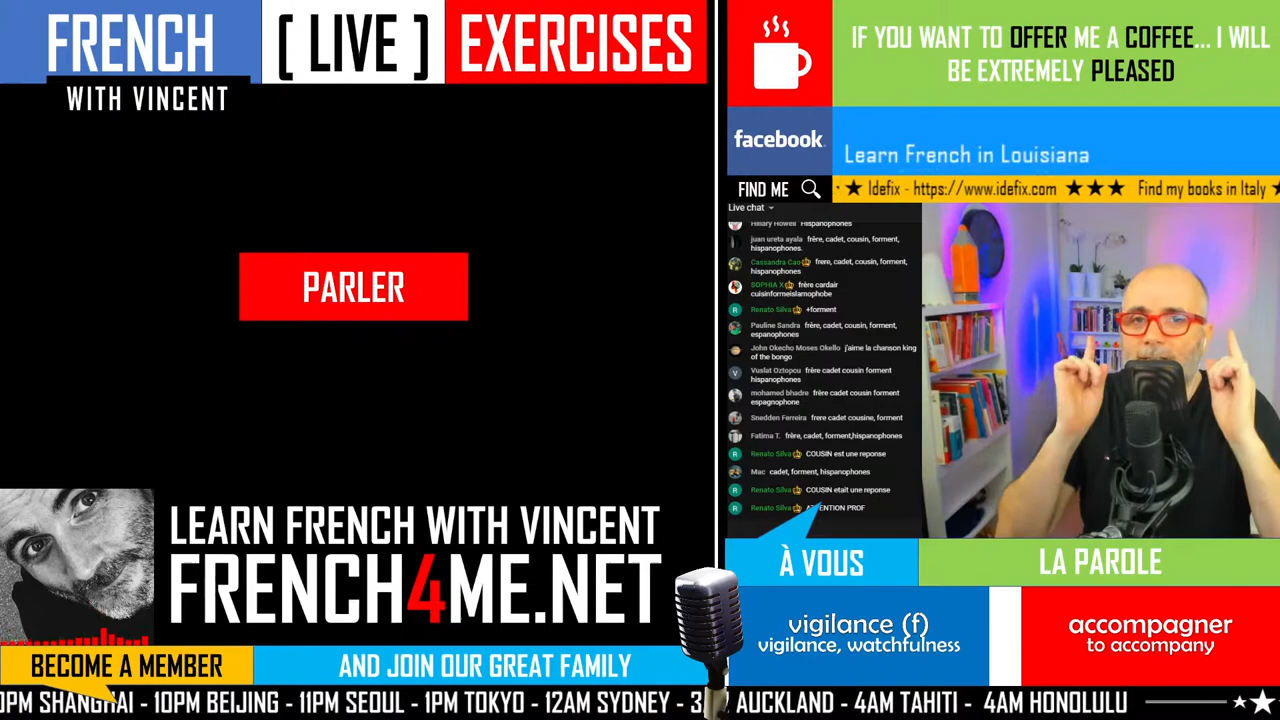 FRENCH
[ LIVE ]
EXERCISES
WITH VINCENT
PARLER
LEARN FRENCH WITH VINCENT
FRENCH4ME.NET
BECOME A MEMBER
AND JOIN OUR GREAT FAMILY
IF YOU WANT TO OFFER ME A COFFEE... I WILL
BE EXTREMELY PLEASED
facebook
Learn French in Louisiana
FIND ME
★ Idefix - https://www.idefix.com ★★★ Find my books in Italy
Live chat
Hillary Howell Hispanophones
juan ureta ayala frère, cadet, cousin, forment,
hispanophones.
Cassandra Cao frere, cadet, cousin, forment,
hispanophones
SOPHIA X frère cardair
cuisinformeislamophobe
Renato Silva +forment
Pauline Sandra frère, cadet, cousin, forment,
espanophones
John Okecho Moses Okello j'aime la chanson king
of the bongo
Vuslat Oztopcu frère cadet cousin forment
hispanophones
mohamed bhadre frère cadet cousin forment
espagnophone
Snedden Ferreira frere cadet cousine, forment
Fatima T. frère, cadet, forment,hispanophones
Renato Silva COUSIN est une reponse
Mac cadet, forment, hispanophones
Renato Silva COUSIN etait une reponse
Renato Silva ATTENTION PROF
À VOUS
LA PAROLE
vigilance (f)
vigilance, watchfulness
accompagner
to accompany
PM SHANGHAI - 10PM BEIJING - 11PM SEOUL - 1PM TOKYO - 12AM SYDNEY - AUCKLAND - 4AM TAHITI - 4AM HONOLULU